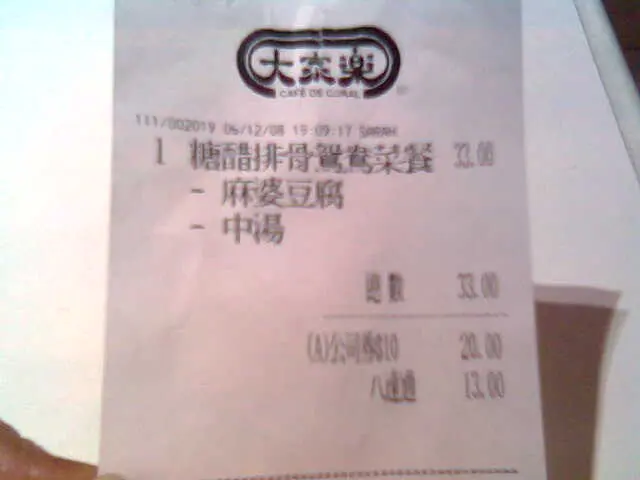 大家樂
CAFÉ DE CORAL
111/002019 06/12/08 19:09:17 SARAH
1 糖醋排骨鴛鴦菜餐 33.00
- 麻婆豆腐
- 中湯
總數 33.00
(A)公司券$10 20.00
八達通 13.00